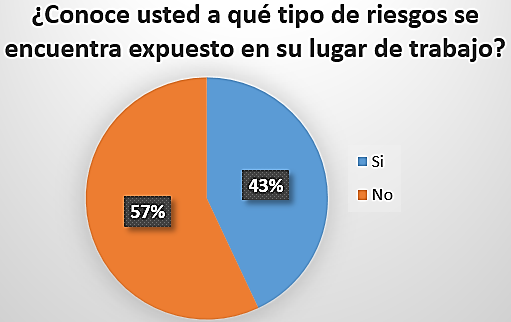 ¿Conoce usted a qué tipo de riesgos se
encuentra expuesto en su lugar de trabajo?
43%
57%
Si
No